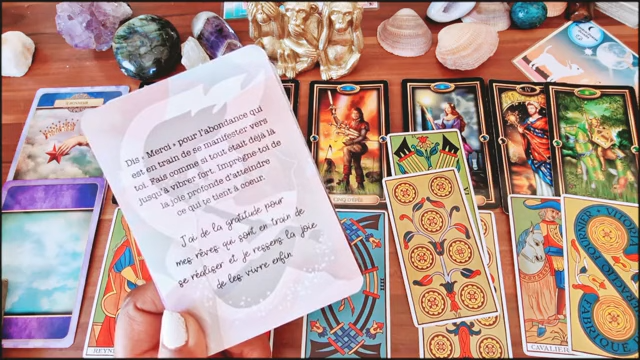 Dis « Merci » pour l'abondance qui
est en train de se manifester vers
toi. Fais comme si tout était déjà là
jusqu'à vibrer fort. Imprègne-toi de
la joie profonde d'atteindre
ce qui te tient à coeur.
J'ai de la gratitude pour
mes rêves qui sont en train de
se réaliser et je ressens la joie
de les vivre enfin.
IV
REYNE
CAVALIER